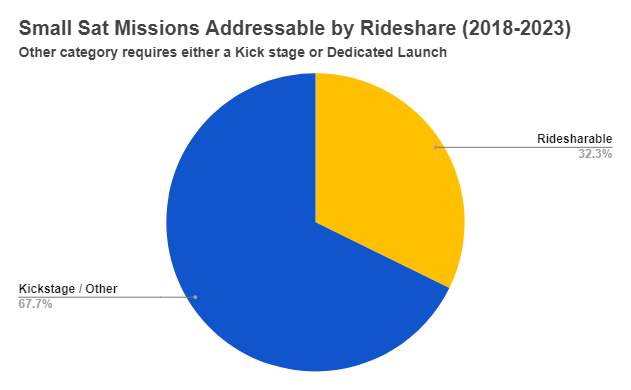 Small Sat Missions Addressable by Rideshare (2018-2023)
Other category requires either a Kick stage or Dedicated Launch
Ridesharable
32.3%
Kickstage / Other
67.7%